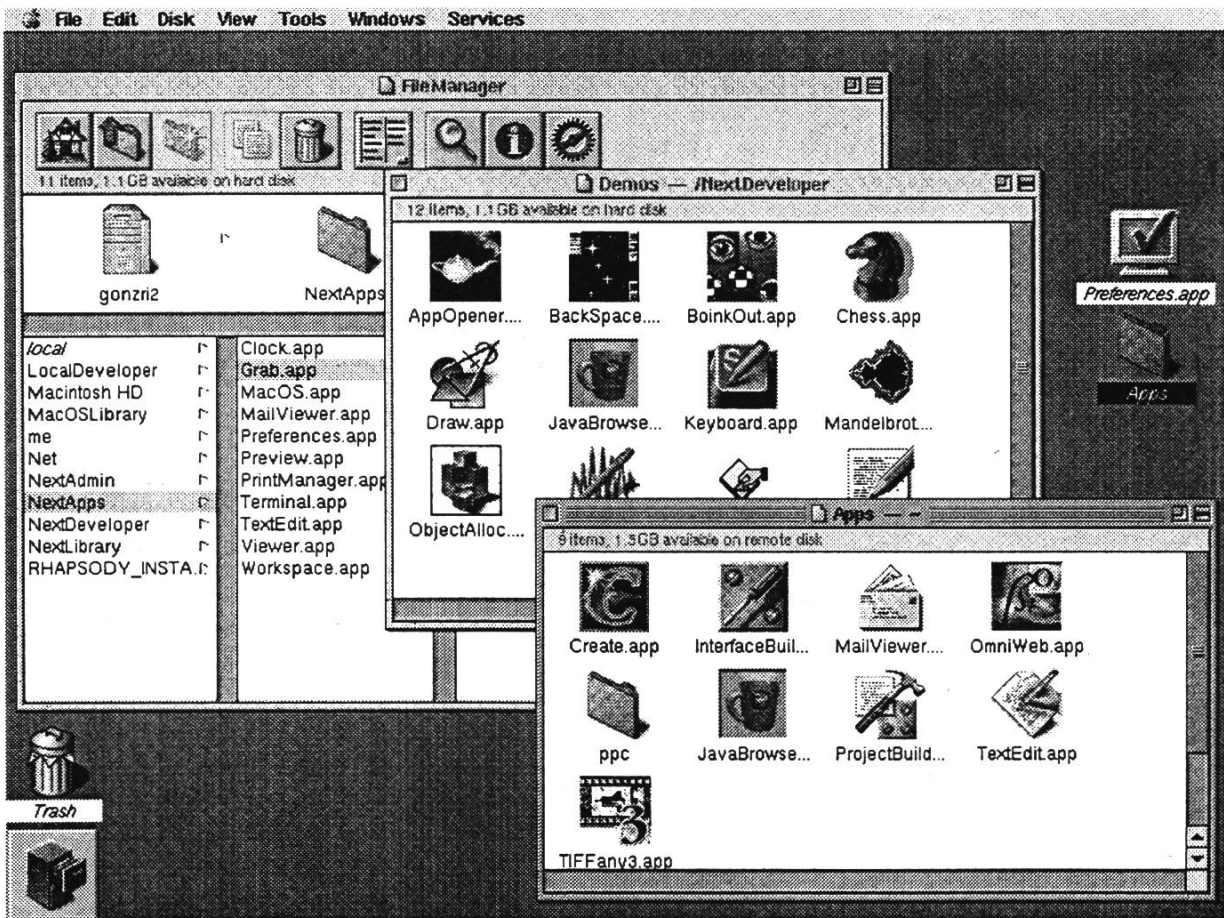 File Edit Disk View Tools Windows Services
FileManager
11 items, 1.1 GB available on hard disk
gonzri2
NextApps
local
LocalDeveloper
Macintosh HD
MacOSLibrary
me
Net
NextAdmin
NextApps
NextDeveloper
NextLibrary
RHAPSODY_INSTA.
Clock.app
Grab.app
MacOS.app
MailViewer.app
Preferences.app
Preview.app
PrintManager.app
Terminal.app
TextEdit.app
Viewer.app
Workspace.app
Demos — /NextDeveloper
12 items, 1.1 GB available on hard disk
AppOpener.... BackSpace.... BoinkOut.app Chess.app
Draw.app JavaBrowse... Keyboard.app Mandelbrot....
ObjectAlloc....
Apps — ~
9 items, 1.3GB available on remote disk
Create.app InterfaceBuil... MailViewer.... OmniWeb.app
ppc JavaBrowse... ProjectBuild... TextEdit.app
TIFFany3.app
Preferences.app
Apps
Trash